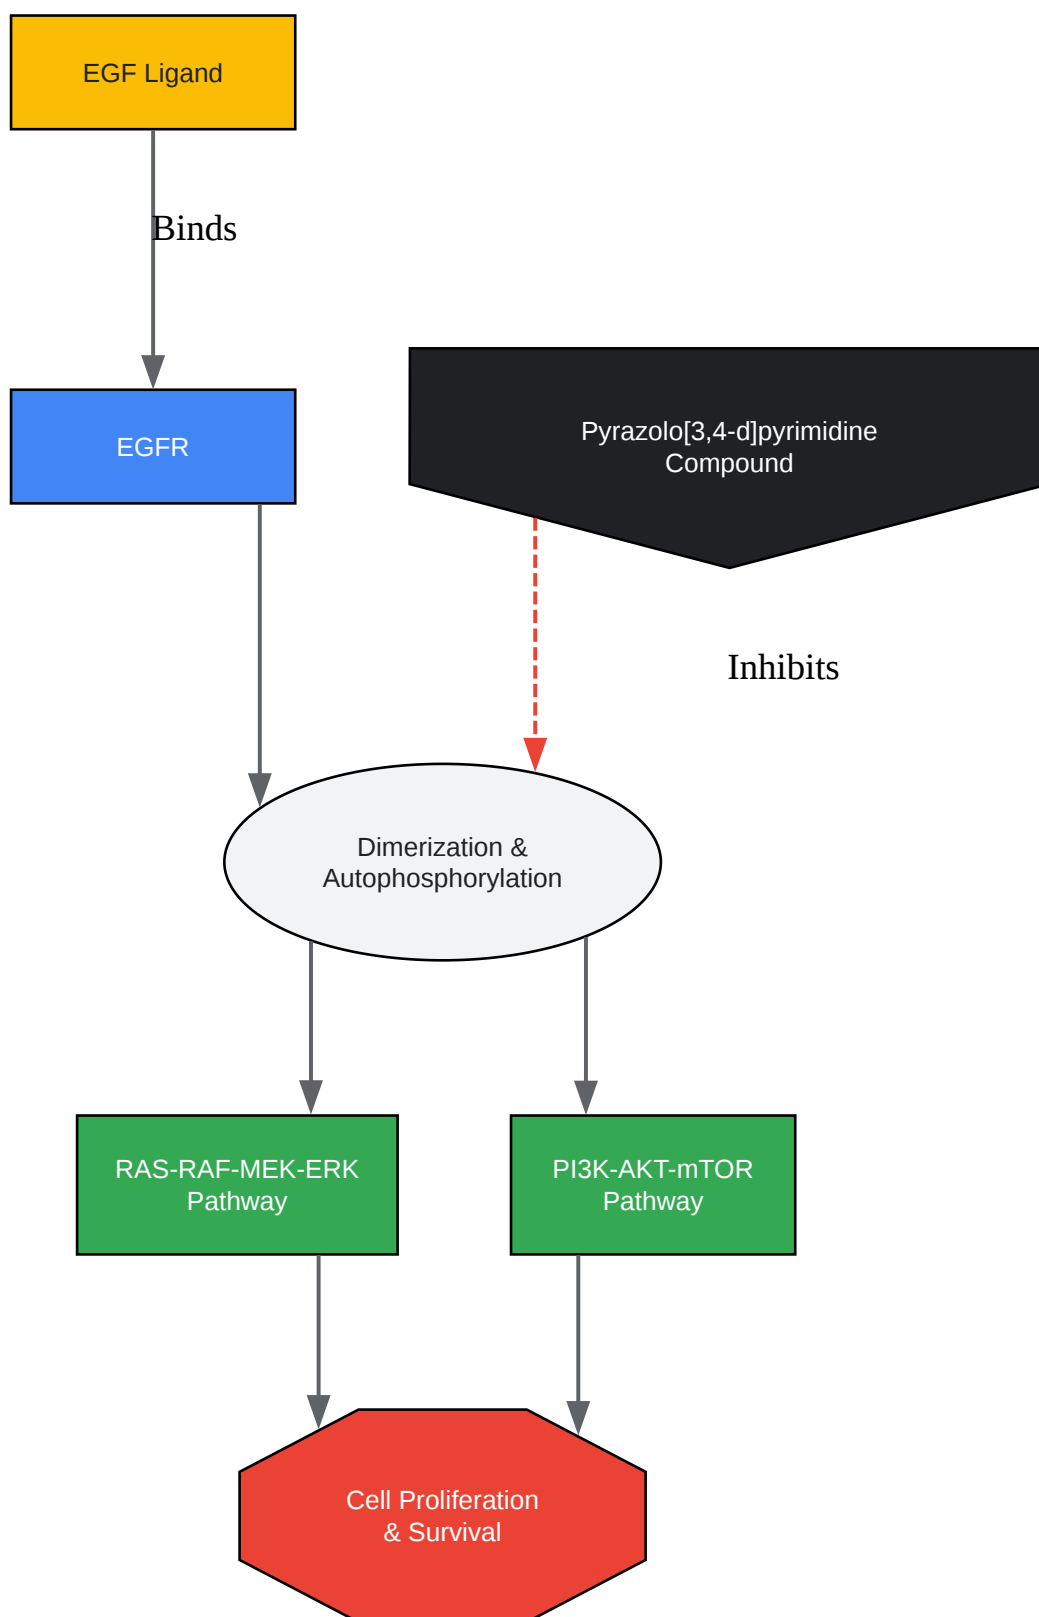 EGF Ligand
Binds
EGFR
Pyrazolo[3,4-d]pyrimidine
Compound
Inhibits
Dimerization &
Autophosphorylation
RAS-RAF-MEK-ERK
Pathway
PI3K-AKT-mTOR
Pathway
Cell Proliferation
& Survival